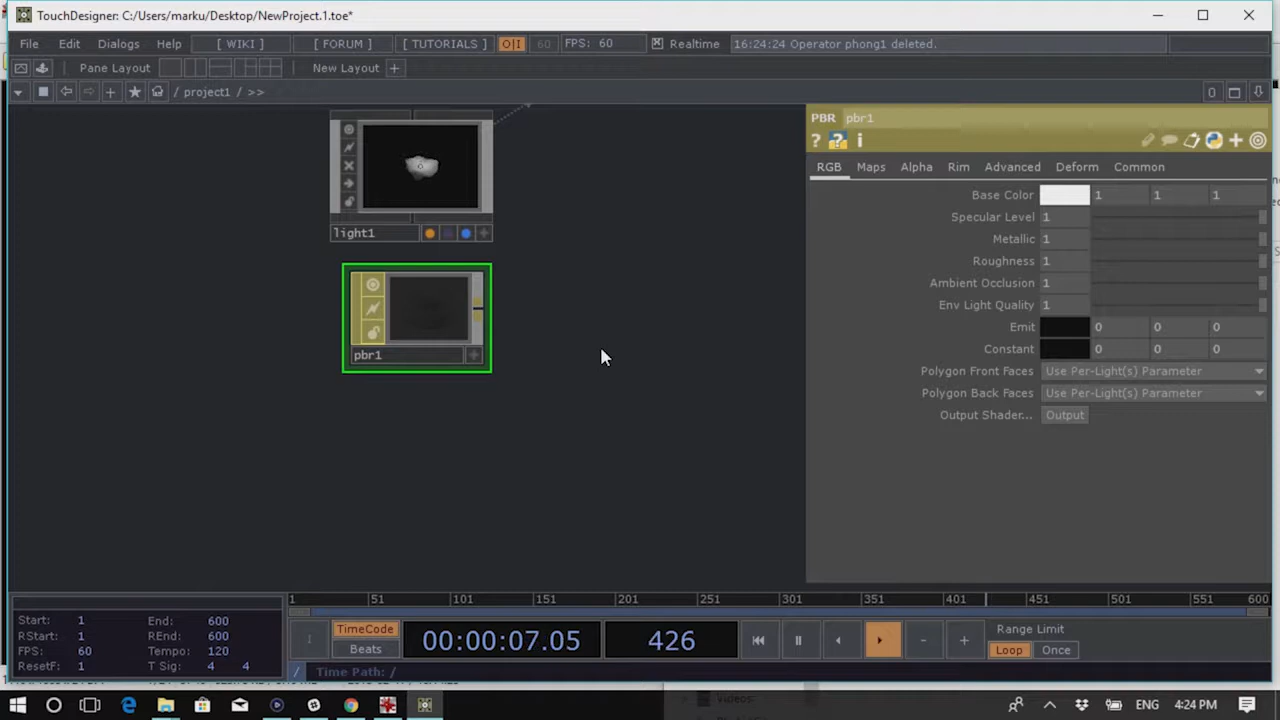 TouchDesigner: C:/Users/marku/Desktop/NewProject.1.toe*
File Edit Dialogs Help [ WIKI ] [ FORUM ] [ TUTORIALS ] O|I 60 FPS: 60 Realtime 16:24:24 Operator phong1 deleted.
Pane Layout New Layout +
/ project1 / >> 0
PBR pbr1
? ? i
RGB Maps Alpha Rim Advanced Deform Common
Base Color 1 1 1
Specular Level 1
Metallic 1
Roughness 1
Ambient Occlusion 1
Env Light Quality 1
Emit 0 0 0
Constant 0 0 0
Polygon Front Faces Use Per-Light(s) Parameter
Polygon Back Faces Use Per-Light(s) Parameter
Output Shader... Output
light1
pbr1
1 51 101 151 201 251 301 351 401 451 501 551 600
Start: 1 End: 600
RStart: 1 REnd: 600
FPS: 60 Tempo: 120
ResetF: 1 T Sig: 4 4
TimeCode
Beats
00:00:07.05 426
Range Limit
Loop Once
/ Time Path: /
Videos
ENG 4:24 PM